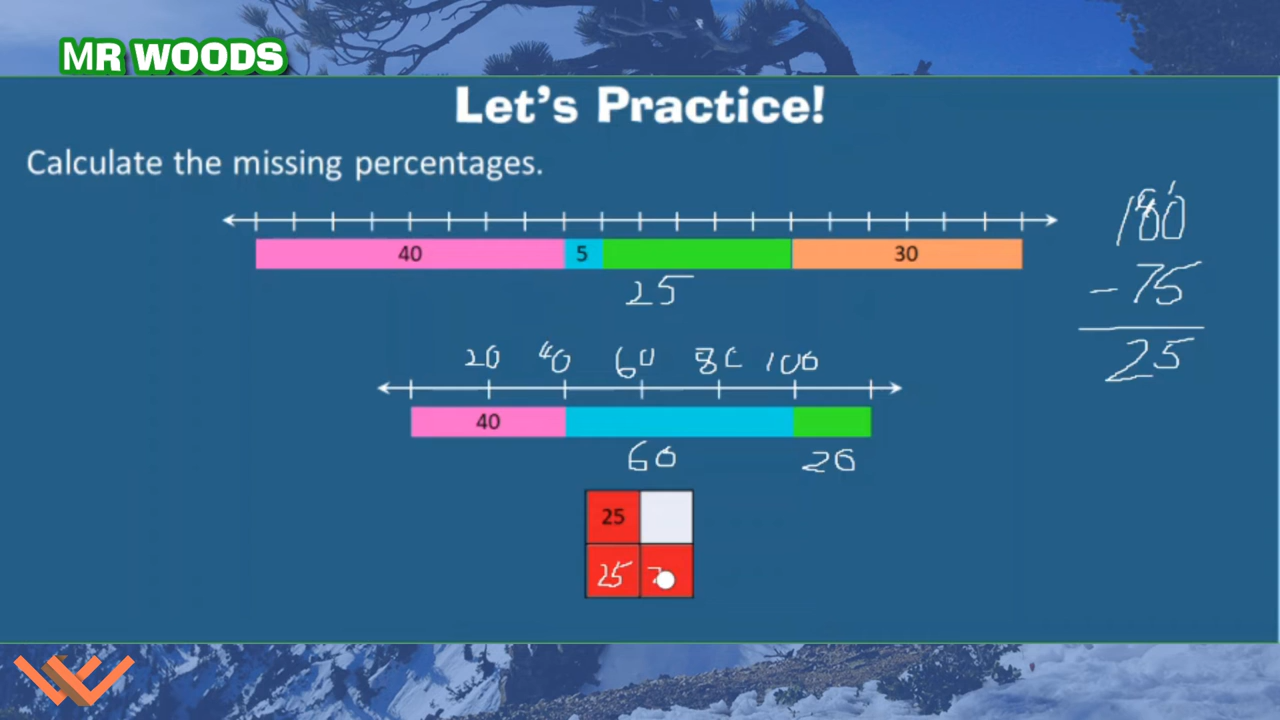 MR WOODS
Let's Practice!
Calculate the missing percentages.
40 5 30
25
100
- 75
25
20 40 60 80 100
40
60 20
25
25